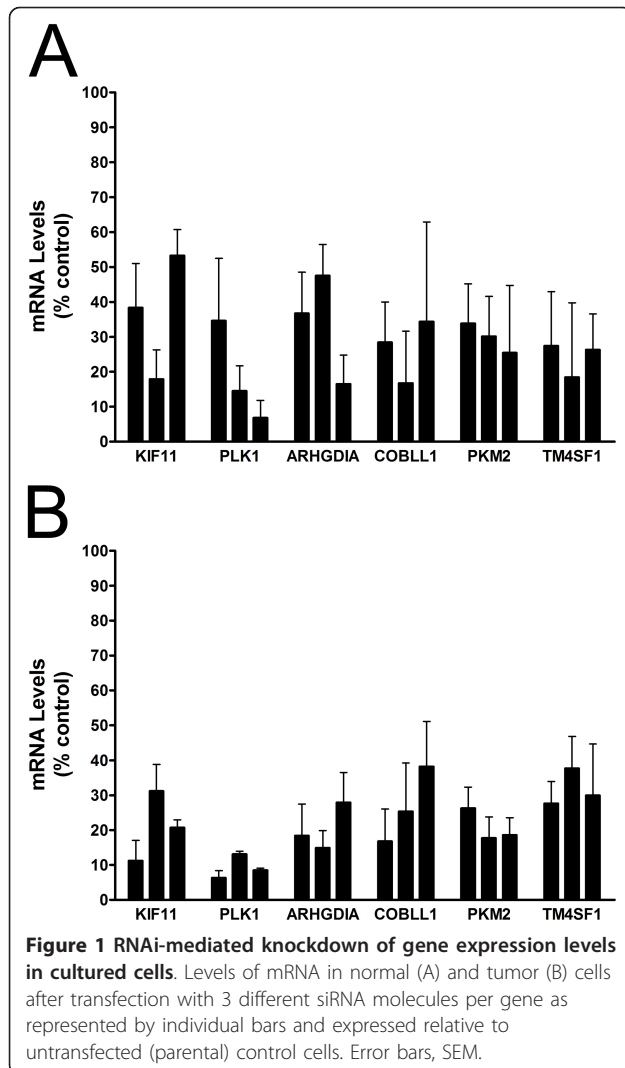 A
100
90
80
70
60
50
40
30
20
10
0
mRNA Levels
(% control)
KIF11 PLK1 ARHGDIA COBLL1 PKM2 TM4SF1
B
100
90
80
70
60
50
40
30
20
10
0
mRNA Levels
(% control)
KIF11 PLK1 ARHGDIA COBLL1 PKM2 TM4SF1
Figure 1 RNAi-mediated knockdown of gene expression levels
in cultured cells. Levels of mRNA in normal (A) and tumor (B) cells
after transfection with 3 different siRNA molecules per gene as
represented by individual bars and expressed relative to
untransfected (parental) control cells. Error bars, SEM.